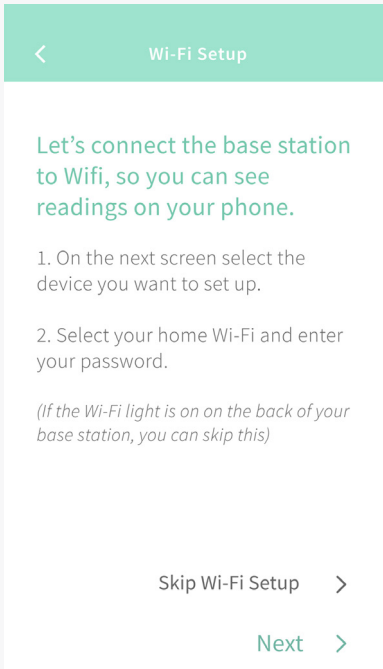 Wi-Fi Setup
Let’s connect the base station
to Wifi, so you can see
readings on your phone.
1. On the next screen select the
device you want to set up.
2. Select your home Wi-Fi and enter
your password.
(If the Wi-Fi light is on on the back of your
base station, you can skip this)
Skip Wi-Fi Setup
Next